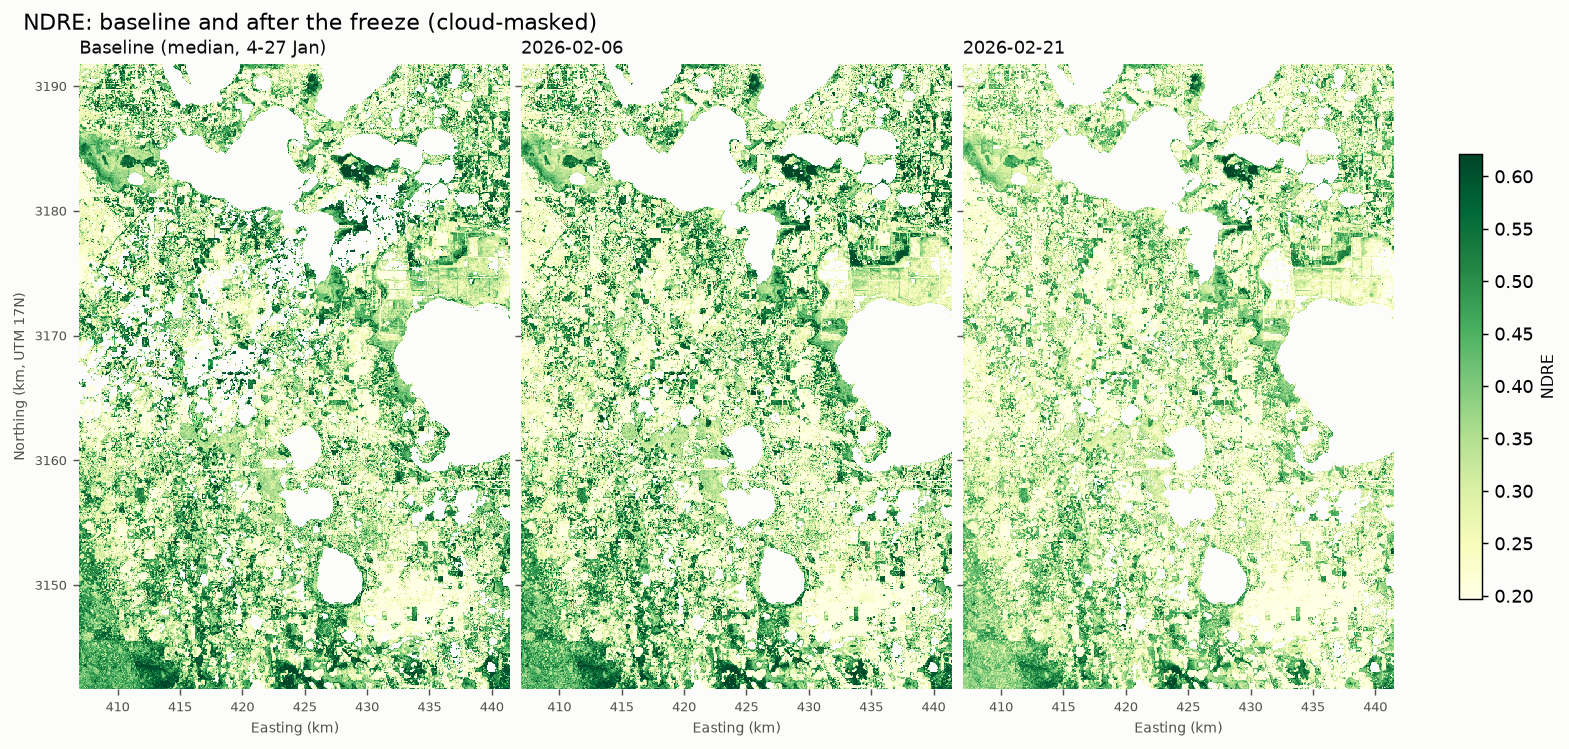 NDRE: baseline and after the freeze (cloud-masked)
Baseline (median, 4-27 Jan)
2026-02-06
2026-02-21
3190
3180
3170
3160
3150
Northing (km, UTM 17N)
410 415 420 425 430 435 440
410 415 420 425 430 435 440
410 415 420 425 430 435 440
Easting (km)
Easting (km)
Easting (km)
0.60
0.55
0.50
0.45
0.40
0.35
0.30
0.25
0.20
NDRE